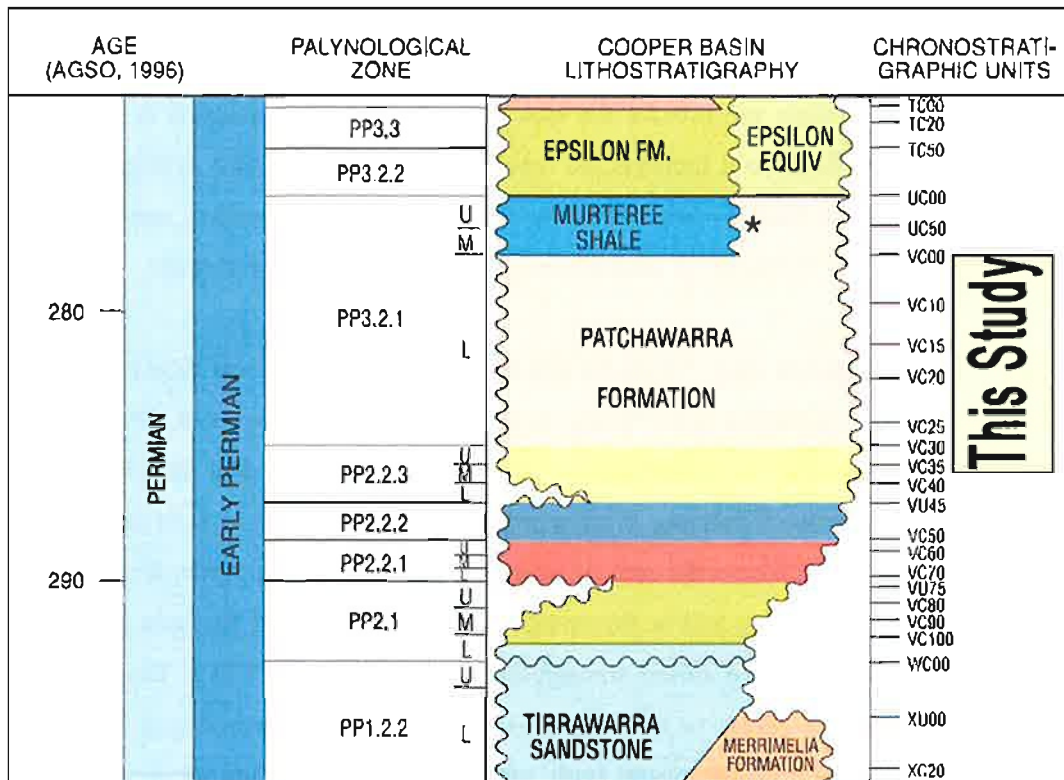 AGE
(AGSO, 1996)
PALYNOLOGICAL
ZONE
COOPER BASIN
LITHOSTRATIGRAPHY
CHRONOSTRATI-
GRAPHIC UNITS
280
290
PERMIAN
EARLY PERMIAN
PP3.3
PP3.2.2
PP3.2.1
U
M
L
PP2.2.3
U
M
L
PP2.2.2
PP2.2.1
U
M
L
PP2.1
U
M
L
PP1.2.2
U
L
EPSILON FM.
EPSILON
EQUIV
MURTEREE
SHALE
*
PATCHAWARRA
FORMATION
TIRRAWARRA
SANDSTONE
MERRIMELIA
FORMATION
TC00
TC20
TC50
UC00
UC50
VC00
VC10
VC15
VC20
VC25
VC30
VC35
VC40
VU45
VC50
VC60
VC70
VU75
VC80
VC90
VC100
WC00
XU00
XC20
This Study